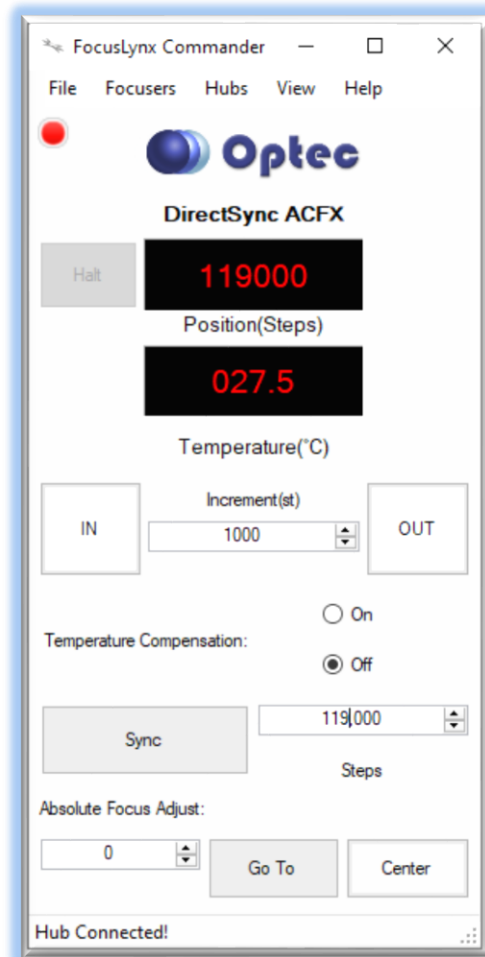 FocusLynx Commander
File Focusers Hubs View Help
Optec
DirectSync ACFX
Halt
119000
Position(Steps)
027.5
Temperature(°C)
IN
Increment(st)
1000
OUT
On
Temperature Compensation:
Off
Sync
119,000
Steps
Absolute Focus Adjust:
0
Go To
Center
Hub Connected!